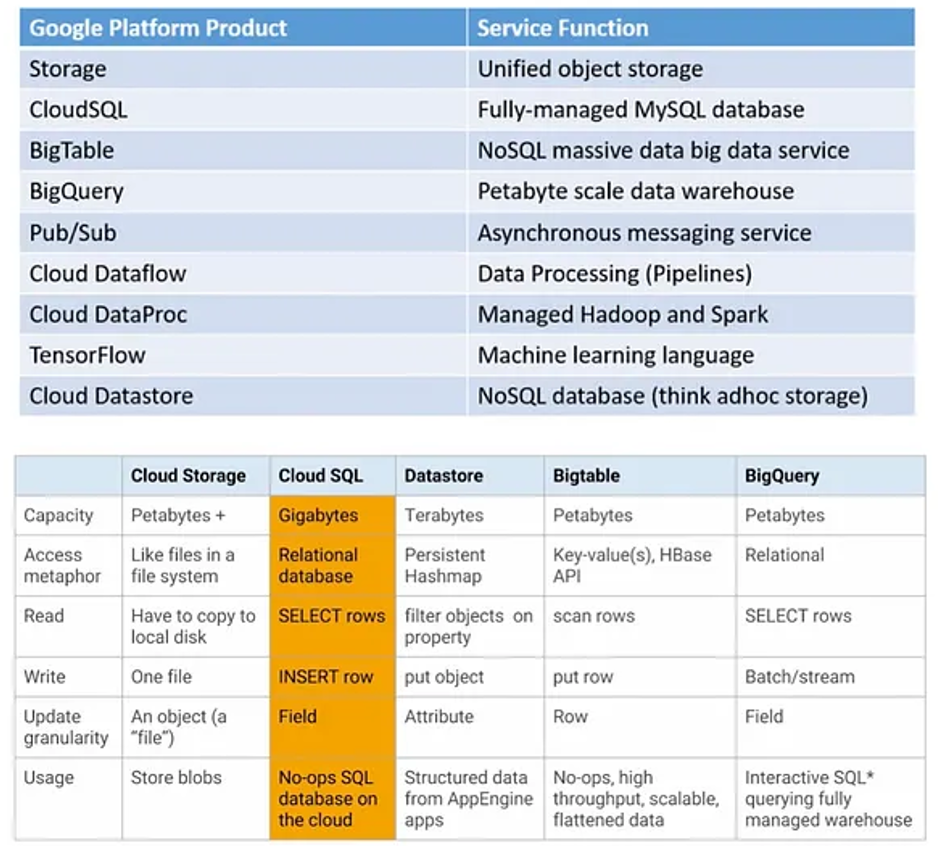 Google Platform Product Service Function
Storage Unified object storage
CloudSQL Fully-managed MySQL database
BigTable NoSQL massive data big data service
BigQuery Petabyte scale data warehouse
Pub/Sub Asynchronous messaging service
Cloud Dataflow Data Processing (Pipelines)
Cloud DataProc Managed Hadoop and Spark
TensorFlow Machine learning language
Cloud Datastore NoSQL database (think adhoc storage)
Cloud Storage Cloud SQL Datastore Bigtable BigQuery
Capacity Petabytes + Gigabytes Terabytes Petabytes Petabytes
Access Like files in a Relational Persistent Key-value(s), HBase Relational
metaphor file system database Hashmap API
Read Have to copy to SELECT rows filter objects on scan rows SELECT rows
local disk property
Write One file INSERT row put object put row Batch/stream
Update An object (a Field Attribute Row Field
granularity “file”)
Usage Store blobs No-ops SQL Structured data No-ops, high Interactive SQL*
database on from AppEngine throughput, scalable, querying fully
the cloud apps flattened data managed warehouse